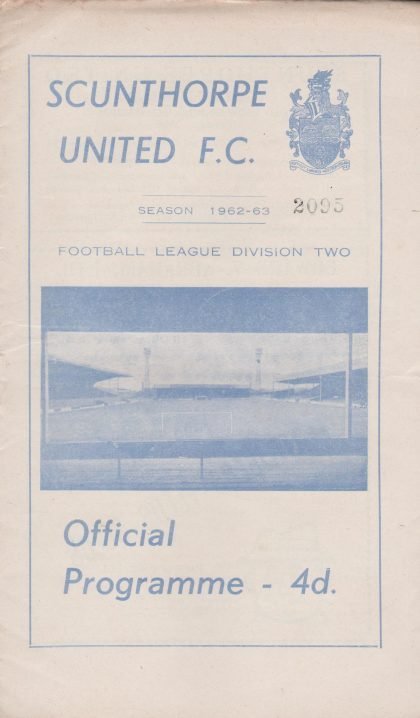 SCUNTHORPE
UNITED F.C.
SEASON 1962-63 2095
FOOTBALL LEAGUE DIVISION TWO
Official
Programme - 4d.